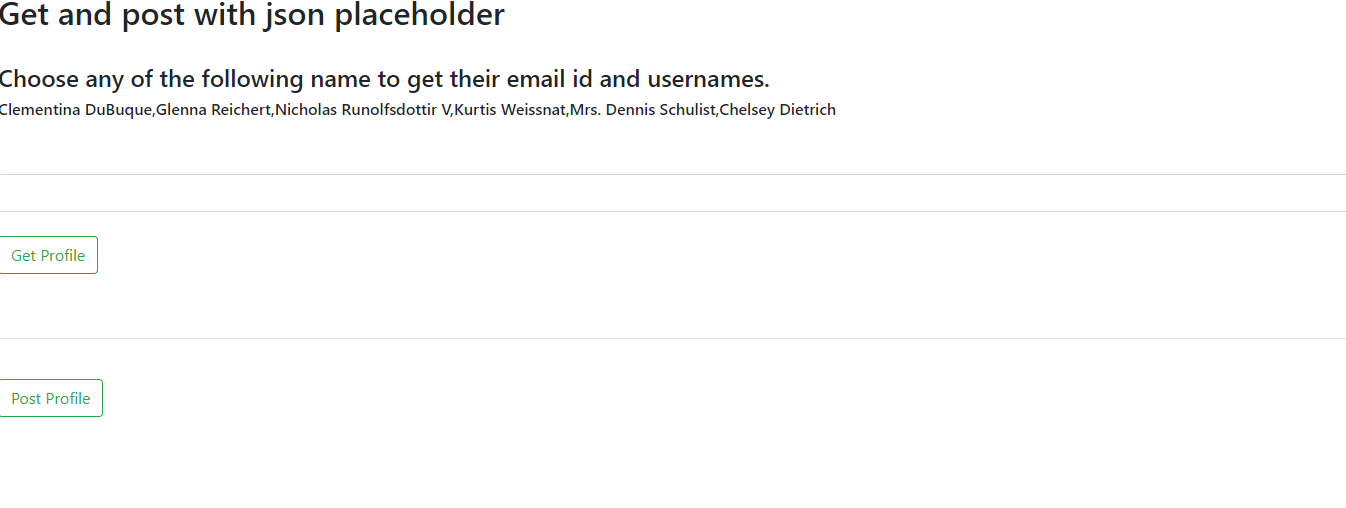 Get and post with json placeholder
Choose any of the following name to get their email id and usernames.
Clementina DuBuque,Glenna Reichert,Nicholas Runolfsdottir V,Kurtis Weissnat,Mrs. Dennis Schulist,Chelsey Dietrich
Get Profile
Post Profile